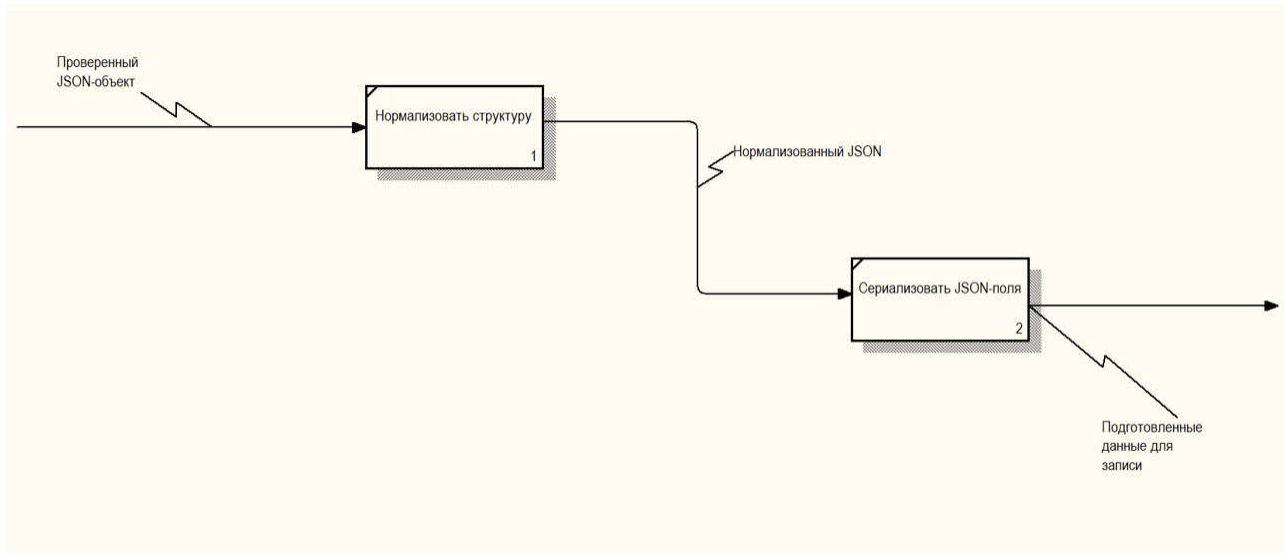 Проверенный
JSON-объект
Нормализовать структуру
1
Нормализованный JSON
Сериализовать JSON-поля
2
Подготовленные
данные для
записи